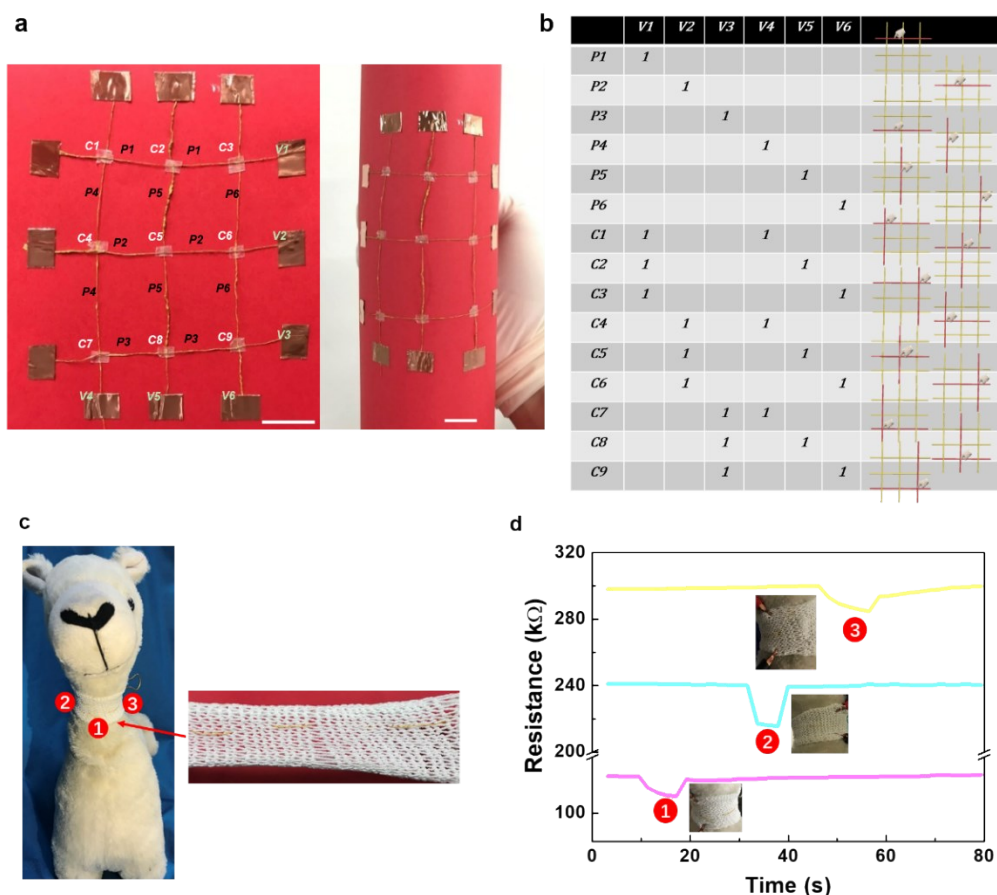 a
C1 P1 C2 P1 C3 V1
P4 P5 P6
C4 P2 C5 P2 C6 V2
P4 P5 P6
C7 P3 C8 P3 C9 V3
V4 V5 V6
b
V1 V2 V3 V4 V5 V6
P1 1
P2 1
P3 1
P4 1
P5 1
P6 1
C1 1 1
C2 1 1
C3 1 1
C4 1 1
C5 1 1
C6 1 1
C7 1 1
C8 1 1
C9 1 1
c
2 3
1
d
Resistance (kΩ)
320
280
240
200
100
3
2
1
0 20 40 60 80
Time (s)